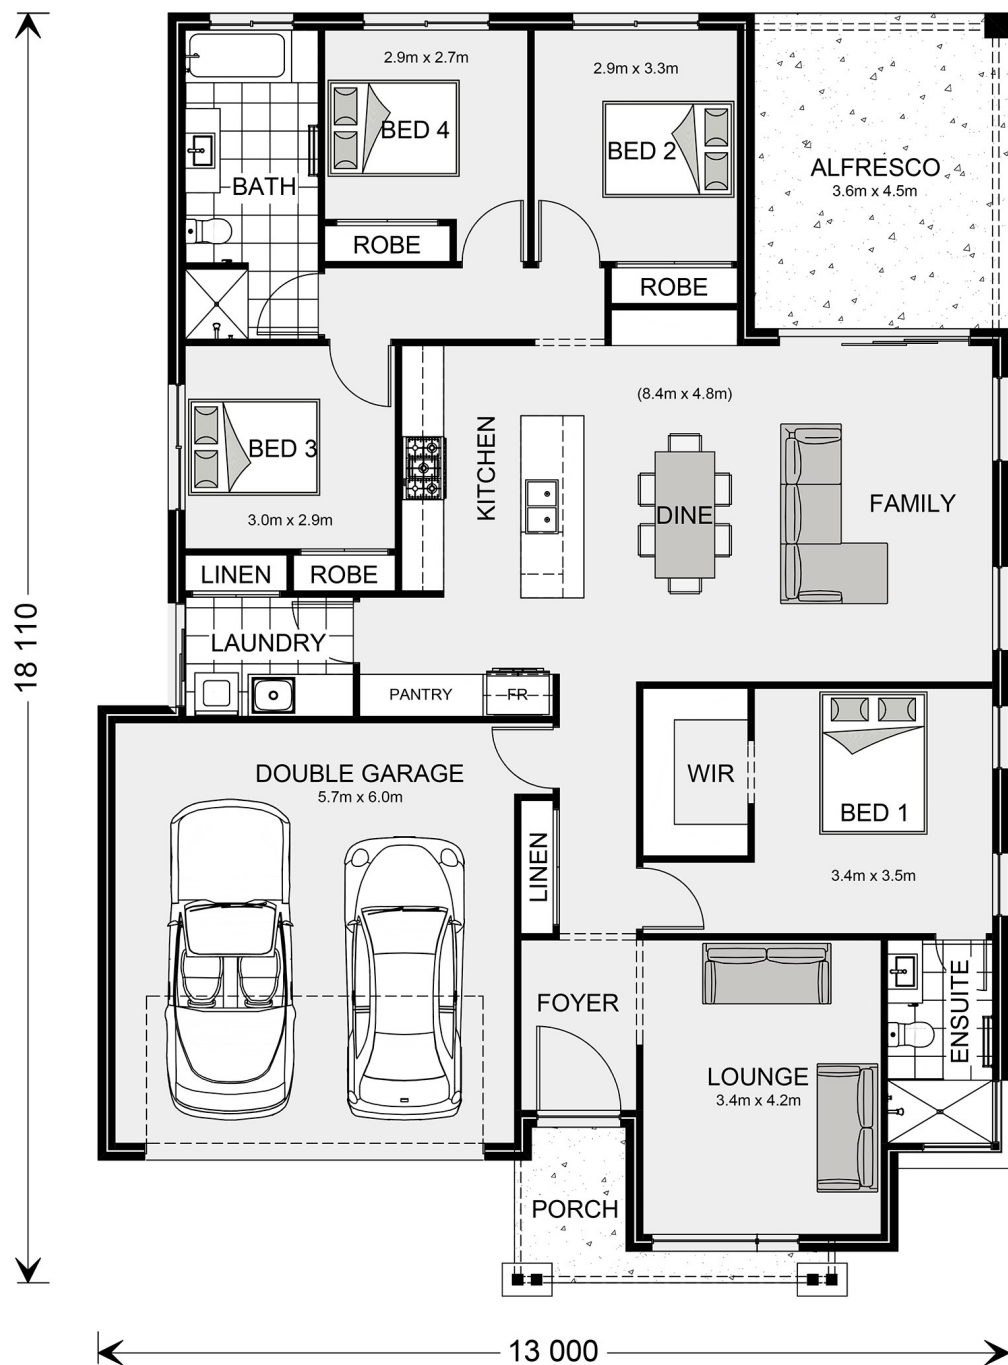 2.9m x 2.7m
BED 4
2.9m x 3.3m
BED 2
ALFRESCO
3.6m x 4.5m
BATH
ROBE
ROBE
(8.4m x 4.8m)
BED 3
3.0m x 2.9m
KITCHEN
DINE
FAMILY
LINEN
ROBE
LAUNDRY
PANTRY
FR
DOUBLE GARAGE
5.7m x 6.0m
WIR
BED 1
3.4m x 3.5m
LINEN
FOYER
LOUNGE
3.4m x 4.2m
ENSUITE
PORCH
18 110
13 000